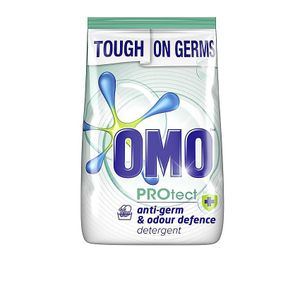 TOUGH ON GERMS
OMO
PROtect
anti-germ
& odour defence
detergent